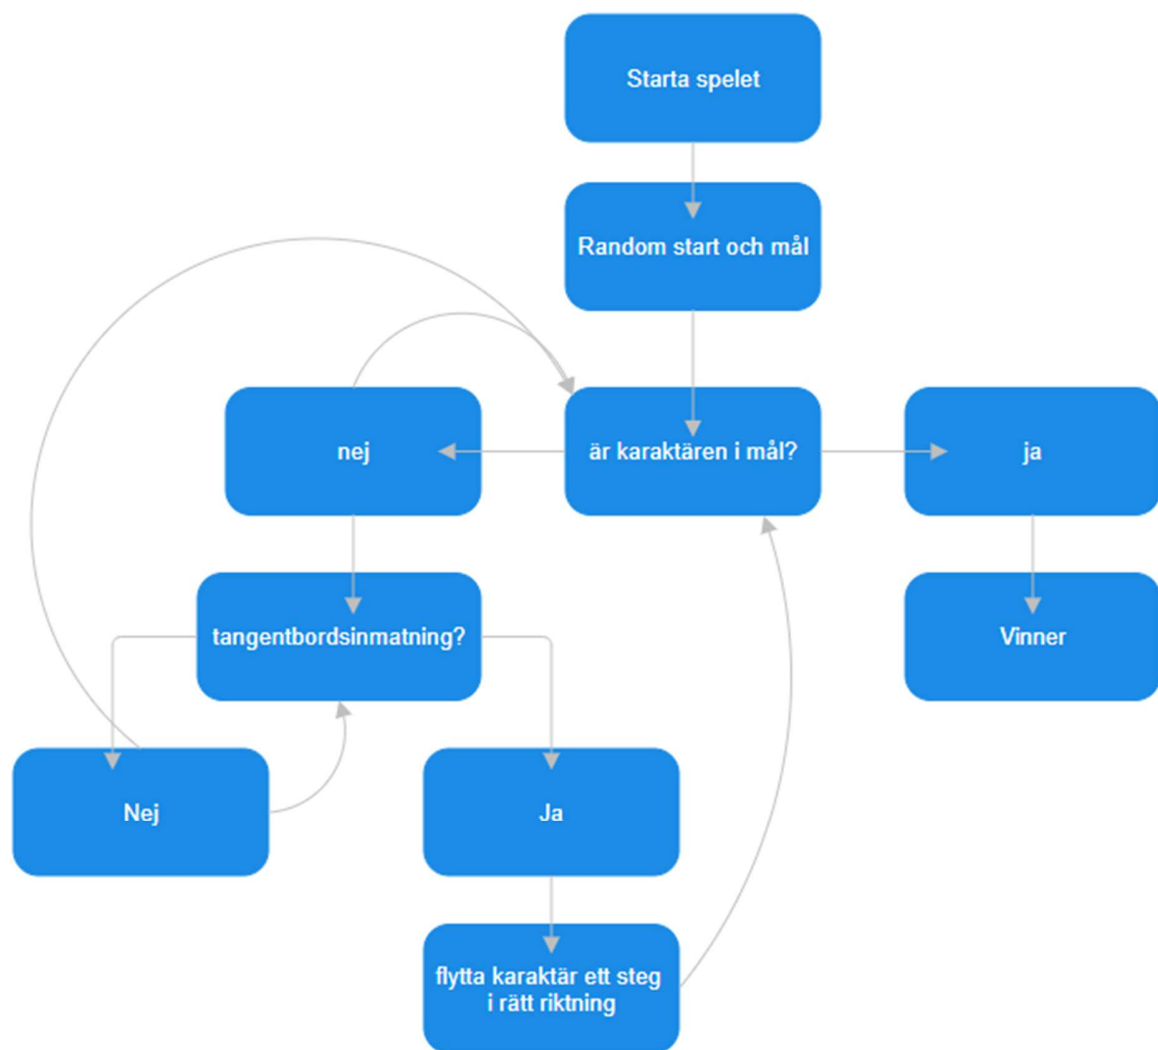 Starta spelet
Random start och mål
nej
är karaktären i mål?
ja
tangentbordsinmatning?
Vinner
Nej
Ja
flytta karaktär ett steg
i rätt riktning